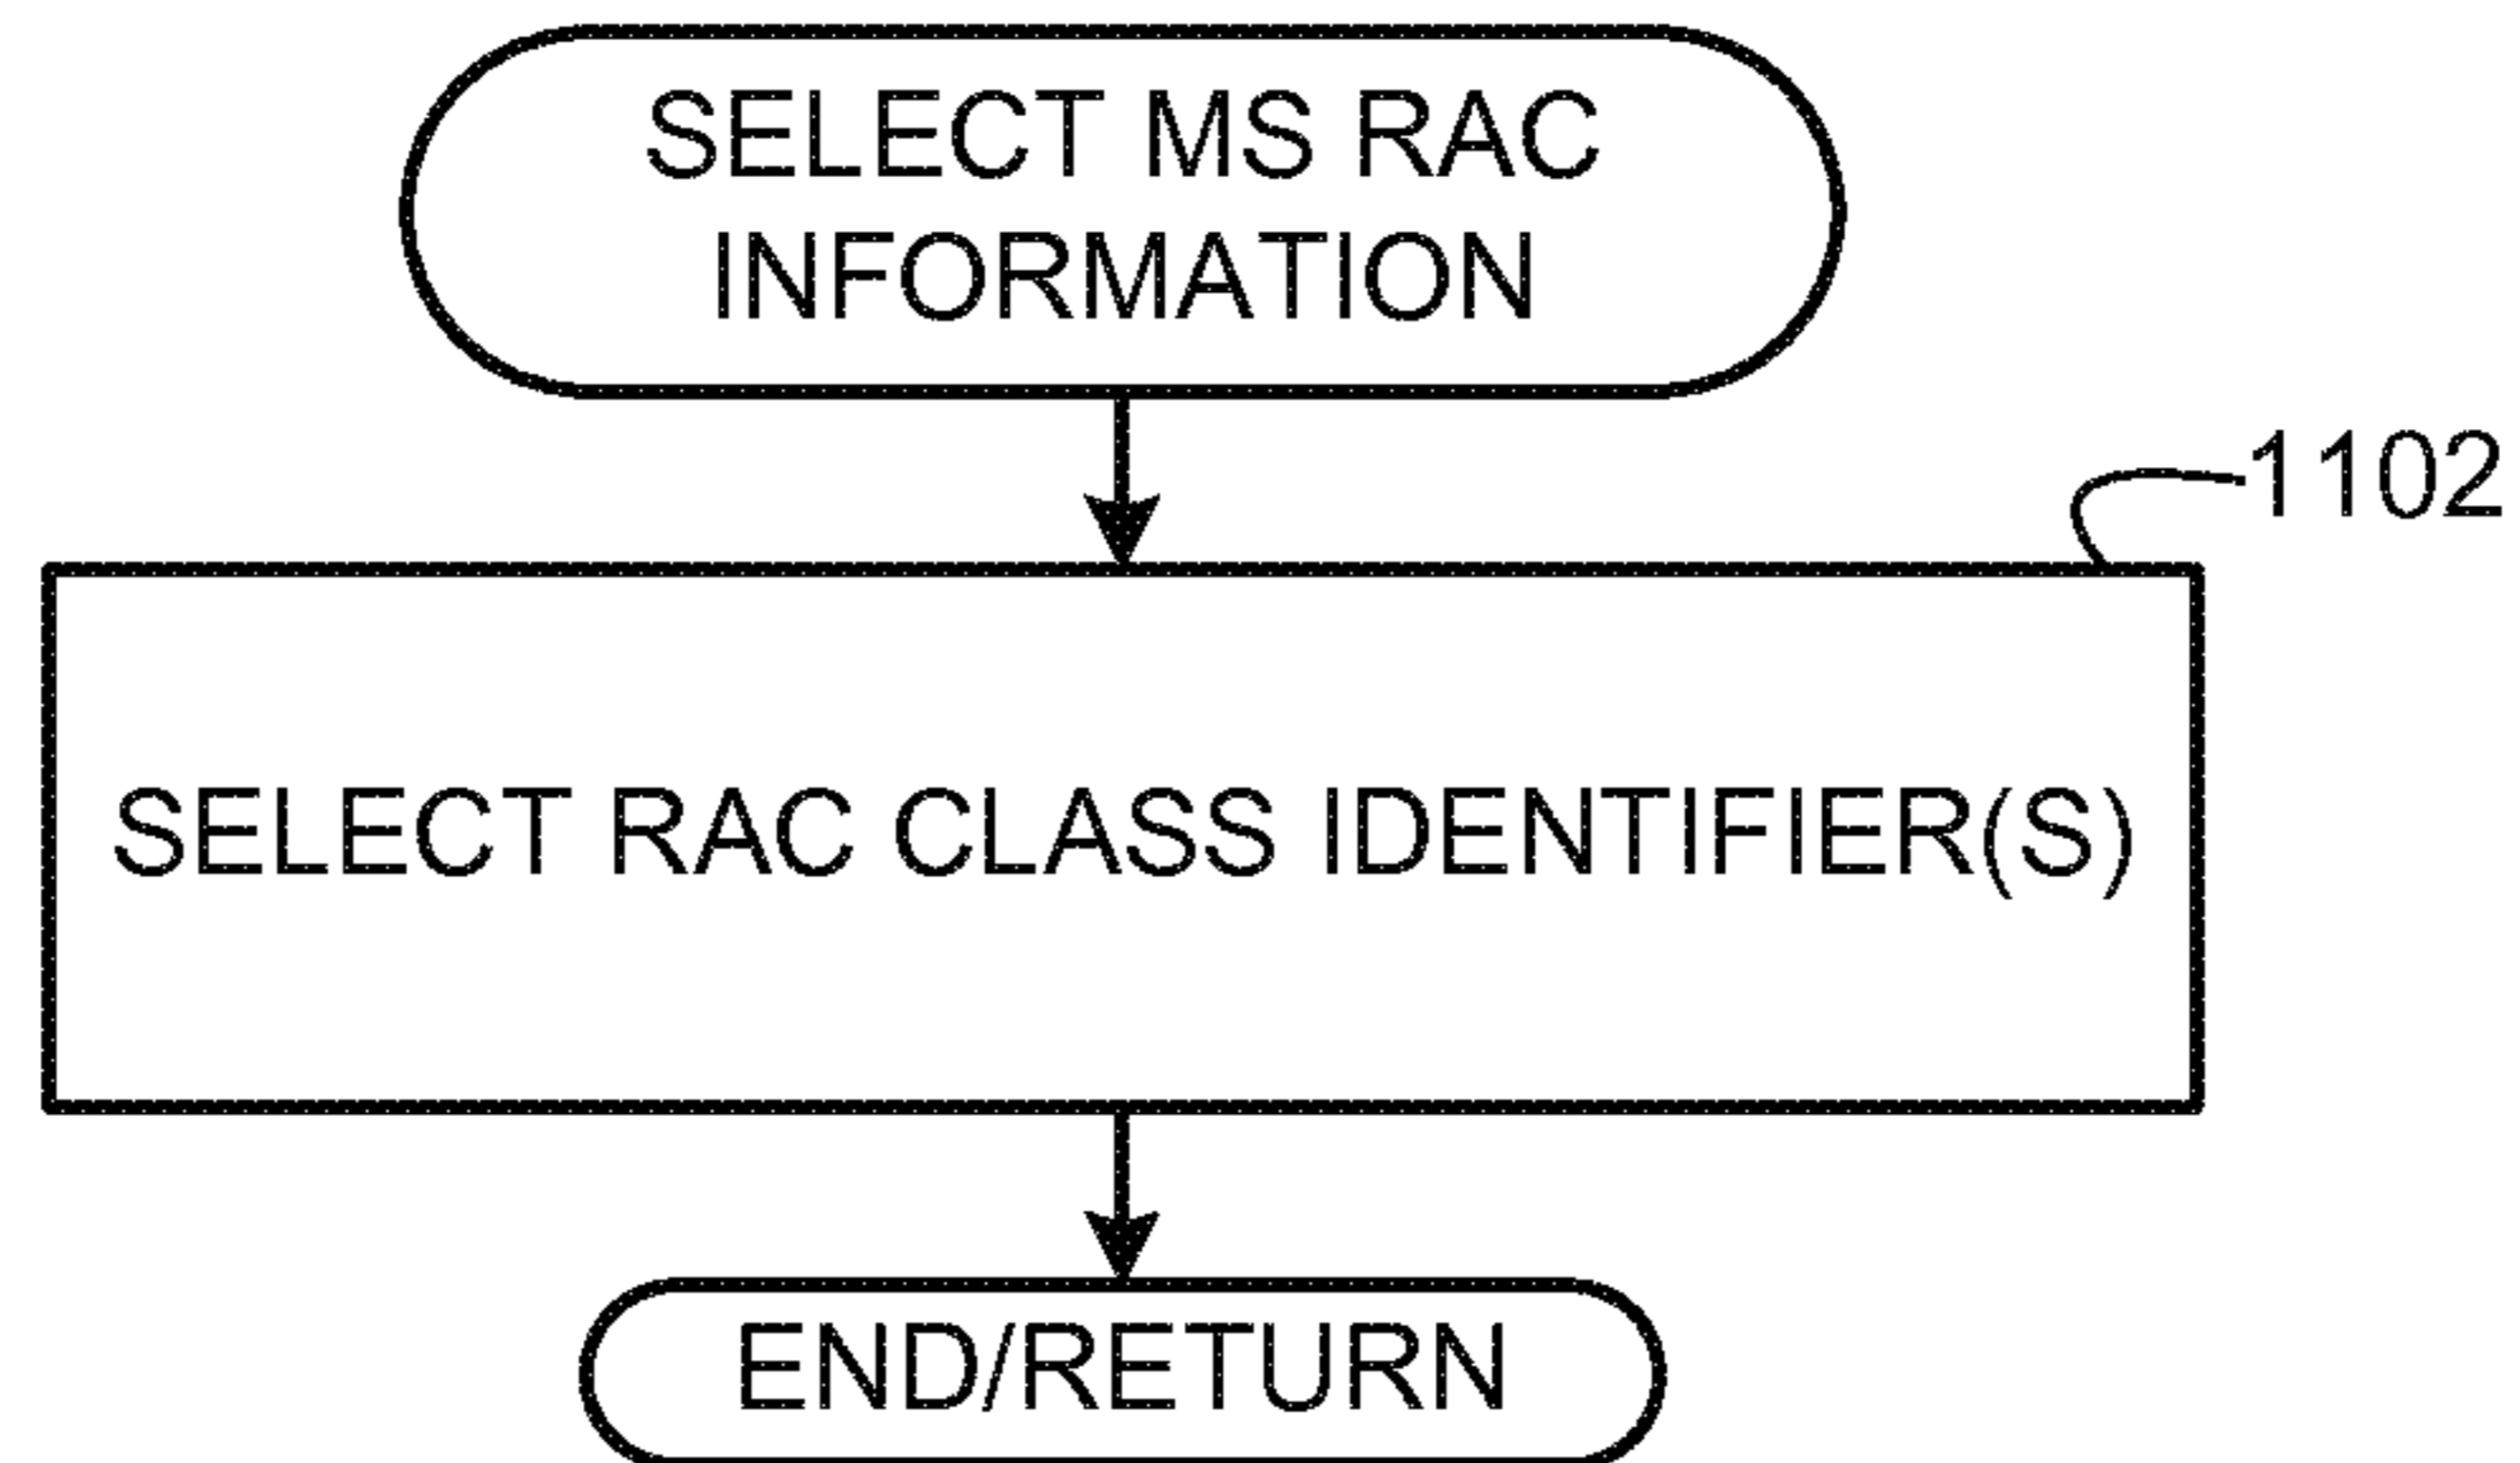 SELECT MS RAC
INFORMATION
1102
SELECT RAC CLASS IDENTIFIER(S)
END/RETURN